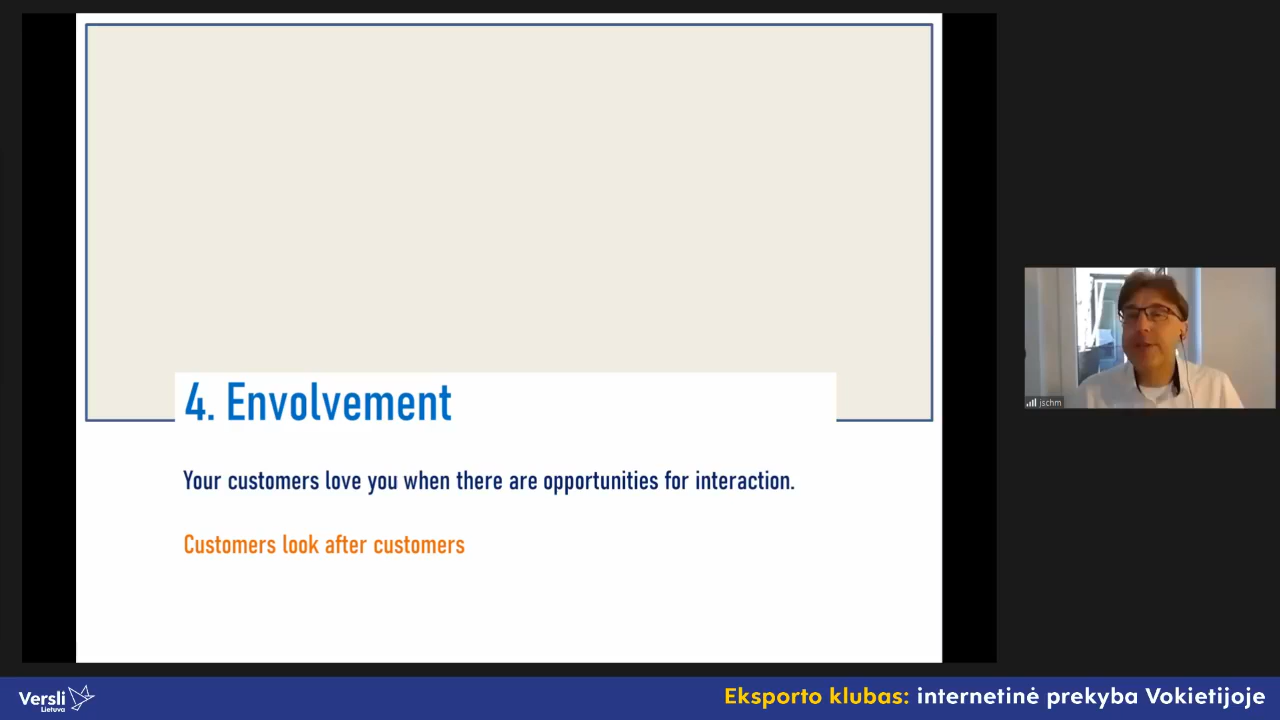 4. Envolvement
Your customers love you when there are opportunities for interaction.
Customers look after customers
jschm
Versli
Lietuva
Eksporto klubas: internetinė prekyba Vokietijoje